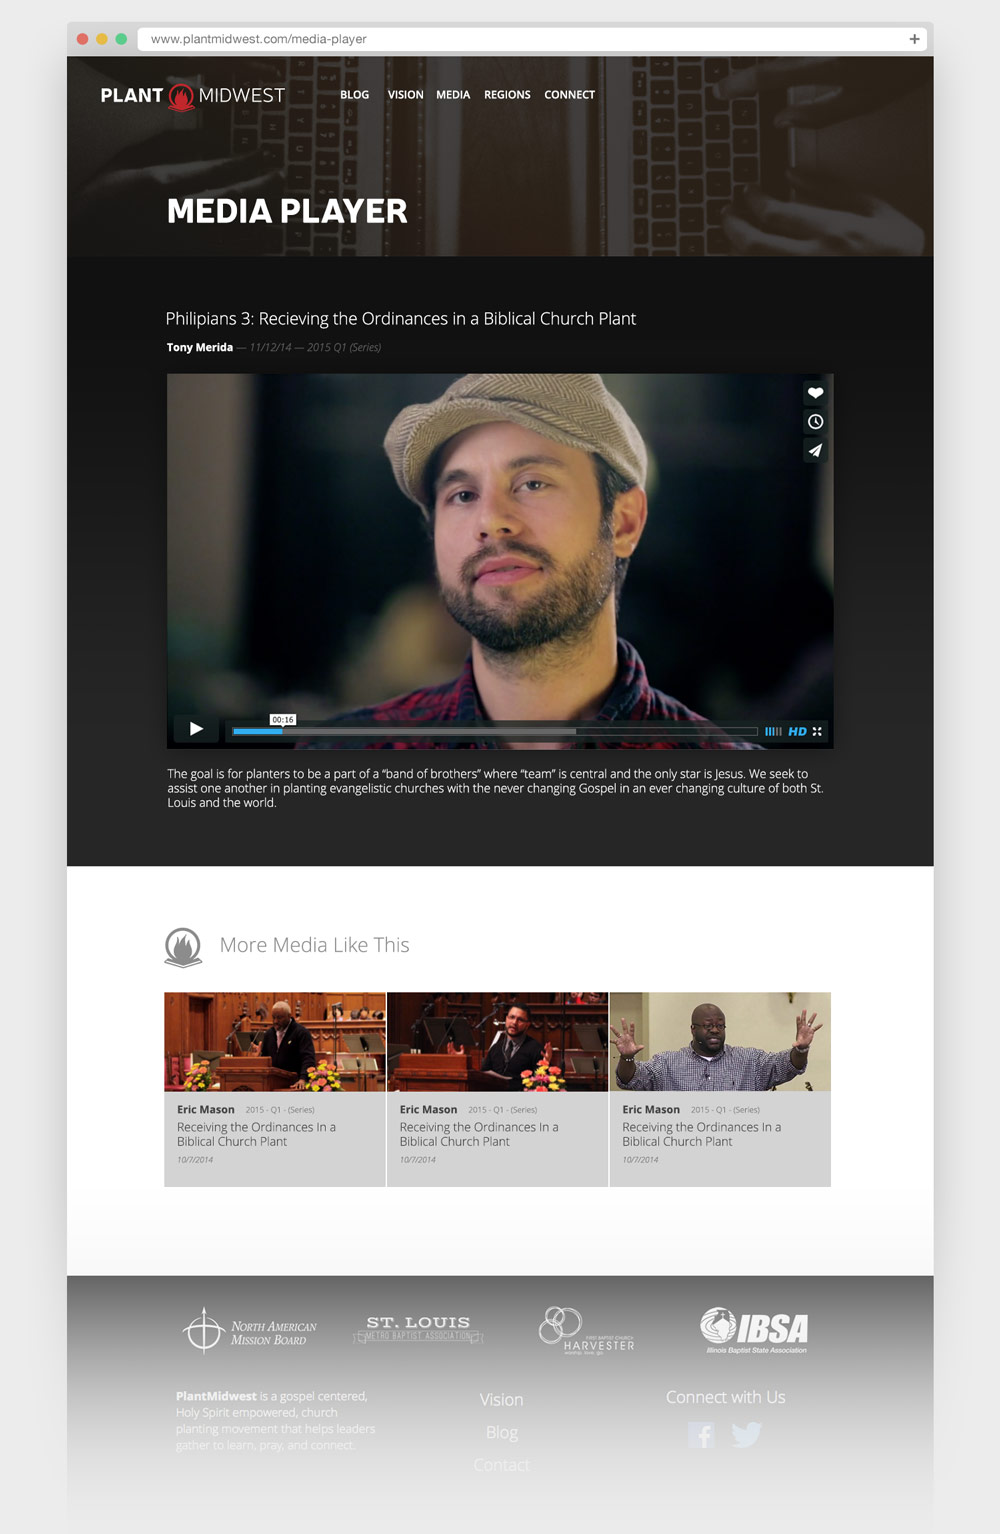 www.plantmidwest.com/media-player
+
PLANT MIDWEST
BLOG VISION MEDIA REGIONS CONNECT
MEDIA PLAYER
Philipians 3: Recieving the Ordinances in a Biblical Church Plant
Tony Merida — 11/12/14 — 2015 Q1 (Series)
00:16
HD
The goal is for planters to be a part of a “band of brothers” where “team” is central and the only star is Jesus. We seek to
assist one another in planting evangelistic churches with the never changing Gospel in an ever changing culture of both St.
Louis and the world.
More Media Like This
Eric Mason 2015 - Q1 - (Series)
Receiving the Ordinances In a
Biblical Church Plant
10/7/2014
Eric Mason 2015 - Q1 - (Series)
Receiving the Ordinances In a
Biblical Church Plant
10/7/2014
Eric Mason 2015 - Q1 - (Series)
Receiving the Ordinances In a
Biblical Church Plant
10/7/2014
NORTH AMERICAN
MISSION BOARD
ST. LOUIS
METRO BAPTIST ASSOCIATION
FIRST BAPTIST CHURCH
HARVESTER
worship. love. go.
IBSA
Illinois Baptist State Association
PlantMidwest is a gospel centered,
Holy Spirit empowered, church
planting movement that helps leaders
gather to learn, pray, and connect.
Vision
Blog
Contact
Connect with Us